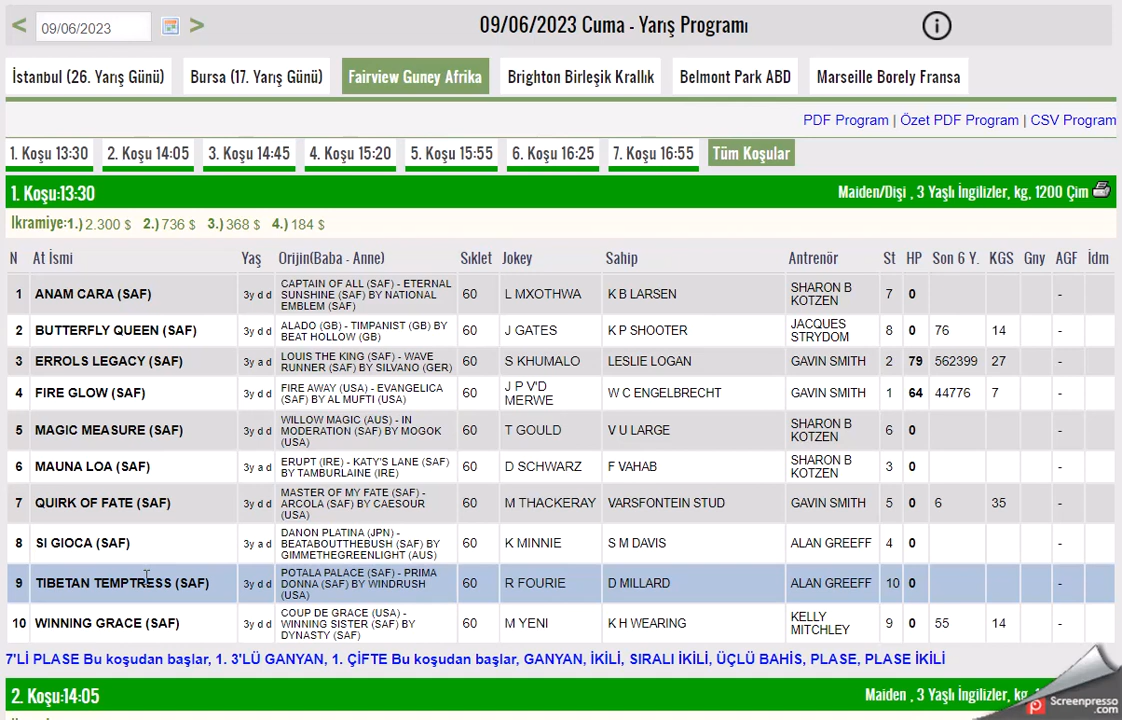 <
09/06/2023
>
09/06/2023 Cuma - Yarış Programı
i
İstanbul (26. Yarış Günü) Bursa (17. Yarış Günü) Fairview Guney Afrika Brighton Birleşik Krallık Belmont Park ABD Marseille Borely Fransa
PDF Program | Özet PDF Program | CSV Program
1. Koşu 13:30 2. Koşu 14:05 3. Koşu 14:45 4. Koşu 15:20 5. Koşu 15:55 6. Koşu 16:25 7. Koşu 16:55 Tüm Koşular
1. Koşu:13:30 Maiden/Dişi , 3 Yaşlı İngilizler, kg, 1200 Çim
İkramiye:1.) 2.300 $ 2.) 736 $ 3.) 368 $ 4.) 184 $
N At İsmi Yaş Orijin(Baba - Anne) Sıklet Jokey Sahip Antrenör St HP Son 6 Y. KGS Gny AGF İdm
1 ANAM CARA (SAF) 3y d d CAPTAIN OF ALL (SAF) - ETERNAL SUNSHINE (SAF) BY NATIONAL EMBLEM (SAF) 60 L MXOTHWA K B LARSEN SHARON B KOTZEN 7 0 -
2 BUTTERFLY QUEEN (SAF) 3y d d ALADO (GB) - TIMPANIST (GB) BY BEAT HOLLOW (GB) 60 J GATES K P SHOOTER JACQUES STRYDOM 8 0 76 14 -
3 ERROLS LEGACY (SAF) 3y a d LOUIS THE KING (SAF) - WAVE RUNNER (SAF) BY SILVANO (GER) 60 S KHUMALO LESLIE LOGAN GAVIN SMITH 2 79 562399 27 -
4 FIRE GLOW (SAF) 3y d d FIRE AWAY (USA) - EVANGELICA (SAF) BY AL MUFTI (USA) 60 J P V'D MERWE W C ENGELBRECHT GAVIN SMITH 1 64 44776 7 -
5 MAGIC MEASURE (SAF) 3y d d WILLOW MAGIC (AUS) - IN MODERATION (SAF) BY MOGOK (USA) 60 T GOULD V U LARGE SHARON B KOTZEN 6 0 -
6 MAUNA LOA (SAF) 3y a d ERUPT (IRE) - KATY'S LANE (SAF) BY TAMBURLAINE (IRE) 60 D SCHWARZ F VAHAB SHARON B KOTZEN 3 0 -
7 QUIRK OF FATE (SAF) 3y d d MASTER OF MY FATE (SAF) - ARCOLA (SAF) BY CAESOUR (USA) 60 M THACKERAY VARSFONTEIN STUD GAVIN SMITH 5 0 6 35 -
8 SI GIOCA (SAF) 3y a d DANON PLATINA (JPN) - BEATABOUTTHEBUSH (SAF) BY GIMMETHEGREENLIGHT (AUS) 60 K MINNIE S M DAVIS ALAN GREEFF 4 0 -
9 TIBETAN TEMPTRESS (SAF) 3y d d POTALA PALACE (SAF) - PRIMA DONNA (SAF) BY WINDRUSH (USA) 60 R FOURIE D MILLARD ALAN GREEFF 10 0 -
10 WINNING GRACE (SAF) 3y d d COUP DE GRACE (USA) - WINNING SISTER (SAF) BY DYNASTY (SAF) 60 M YENI K H WEARING KELLY MITCHLEY 9 0 55 14 -
7'Lİ PLASE Bu koşudan başlar, 1. 3'LÜ GANYAN, 1. ÇİFTE Bu koşudan başlar, GANYAN, İKİLİ, SIRALI İKİLİ, ÜÇLÜ BAHİS, PLASE, PLASE İKİLİ
2. Koşu:14:05 Maiden , 3 Yaşlı İngilizler, kg,
Screenpresso.com